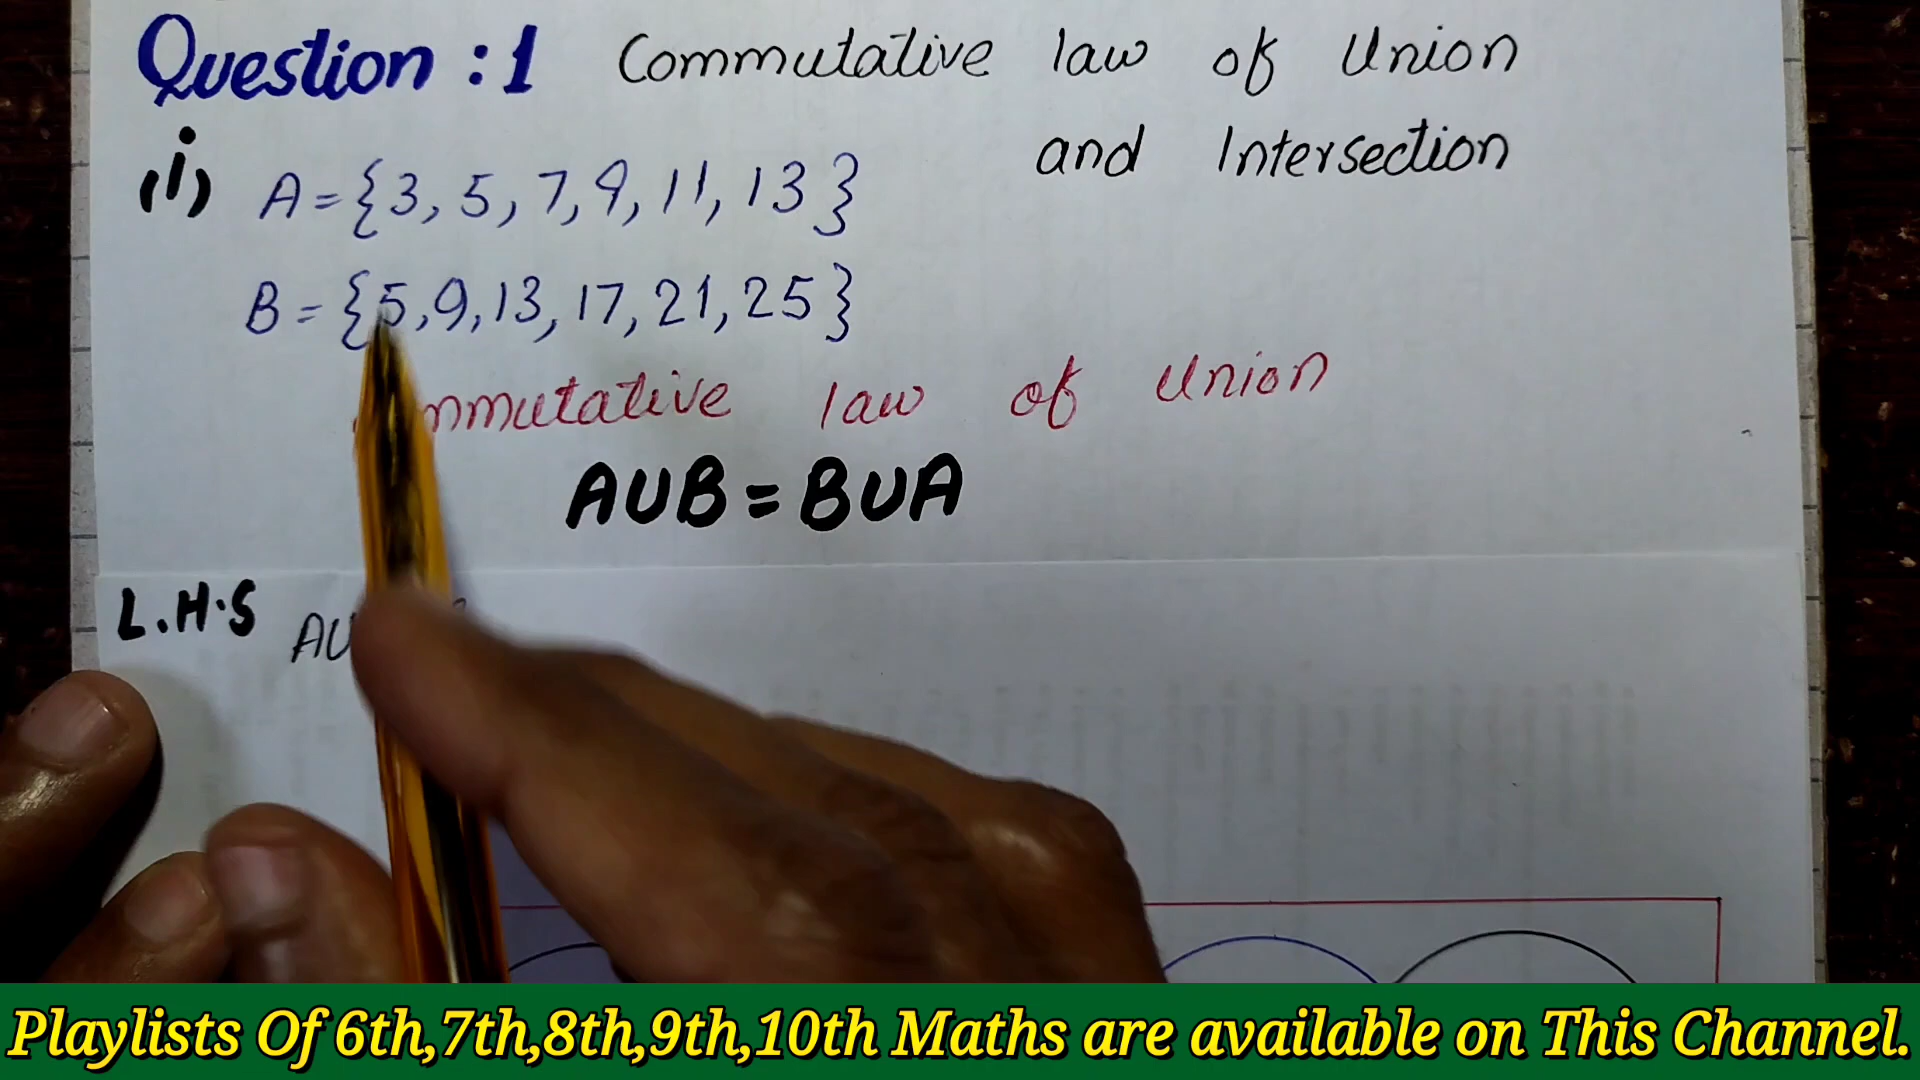 Question : 1 Commutative law of Union
and Intersection
(i) A = {3, 5, 7, 9, 11, 13}
B = {5, 9, 13, 17, 21, 25}
law of Union
AUB = BUA
L.H.S
Playlists Of 6th,7th,8th,9th,10th Maths are available on This Channel.